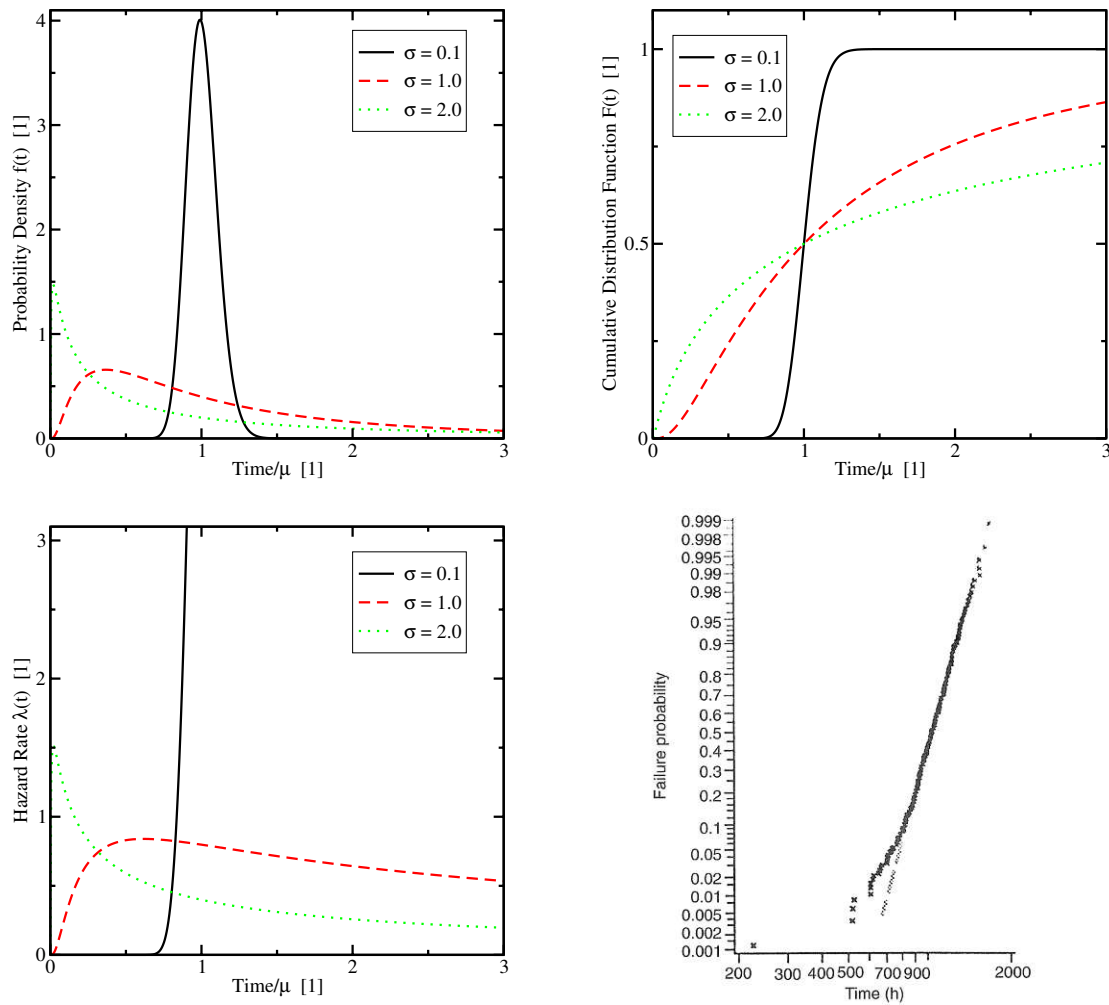 4
3
2
1
0
0
1
2
3
Probability Density f(t) [1]
Time/μ [1]
σ = 0.1
σ = 1.0
σ = 2.0
1
0.5
0
0
1
2
3
Cumulative Distribution Function F(t) [1]
Time/μ [1]
σ = 0.1
σ = 1.0
σ = 2.0
3
2
1
0
0
1
2
3
Hazard Rate λ(t) [1]
Time/μ [1]
σ = 0.1
σ = 1.0
σ = 2.0
0.999
0.998
0.995
0.99
0.98
0.95
0.9
0.8
0.7
0.6
0.5
0.4
0.3
0.2
0.1
0.05
0.02
0.01
0.005
0.002
0.001
200 300 400 500 700 900 2000
Failure probability
Time (h)